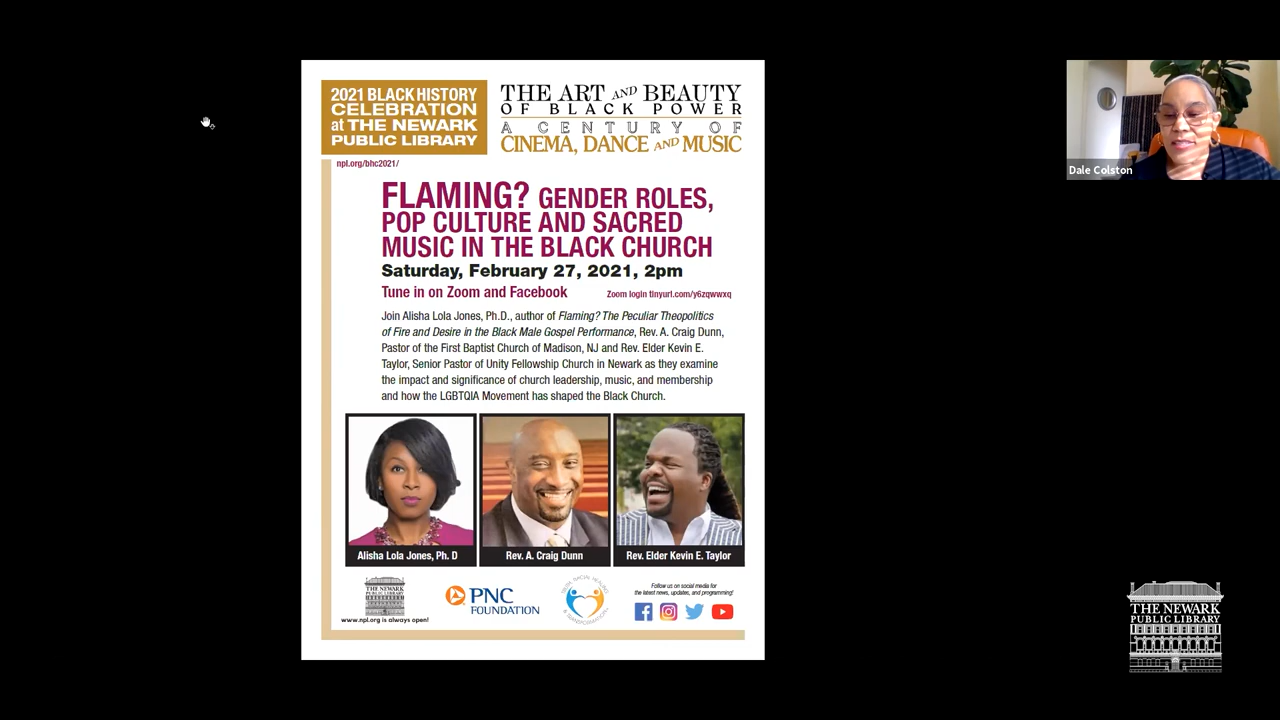 2021 BLACK HISTORY
CELEBRATION
at THE NEWARK
PUBLIC LIBRARY
THE ART AND BEAUTY
OF BLACK POWER
A CENTURY OF
CINEMA, DANCE AND MUSIC
npl.org/bhc2021/
FLAMING? GENDER ROLES,
POP CULTURE AND SACRED
MUSIC IN THE BLACK CHURCH
Saturday, February 27, 2021, 2pm
Tune in on Zoom and Facebook
Zoom login tinyurl.com/y6zqwwxq
Join Alisha Lola Jones, Ph.D., author of Flaming? The Peculiar Theopolitics
of Fire and Desire in the Black Male Gospel Performance, Rev. A. Craig Dunn,
Pastor of the First Baptist Church of Madison, NJ and Rev. Elder Kevin E.
Taylor, Senior Pastor of Unity Fellowship Church in Newark as they examine
the impact and significance of church leadership, music, and membership
and how the LGBTQIA Movement has shaped the Black Church.
Alisha Lola Jones, Ph. D
Rev. A. Craig Dunn
Rev. Elder Kevin E. Taylor
THE NEWARK
PUBLIC LIBRARY
www.npl.org is always open!
PNC
FOUNDATION
RACIAL HEALING
& TRANSFORMATION
Follow us on social media for
the latest news, updates, and programming!
Dale Colston
THE NEWARK
PUBLIC LIBRARY